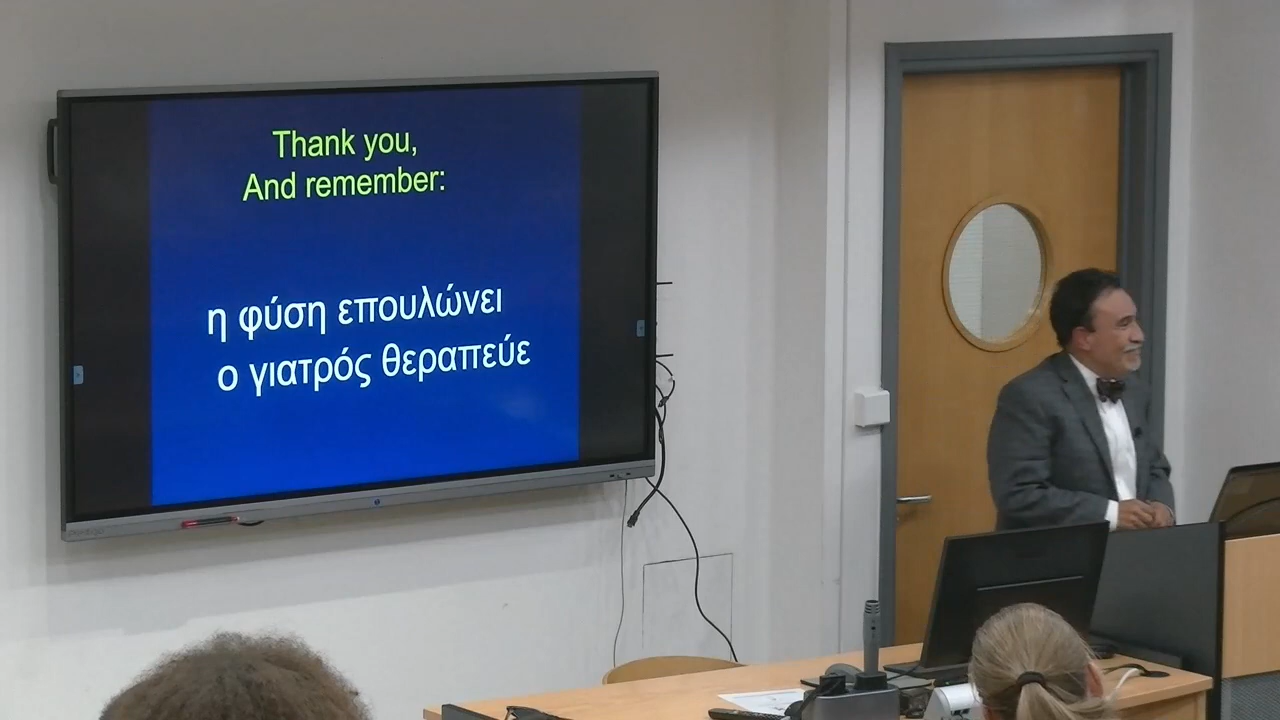 Thank you,
And remember:
η φύση επουλώνει
ο γιατρός θεραπεύε